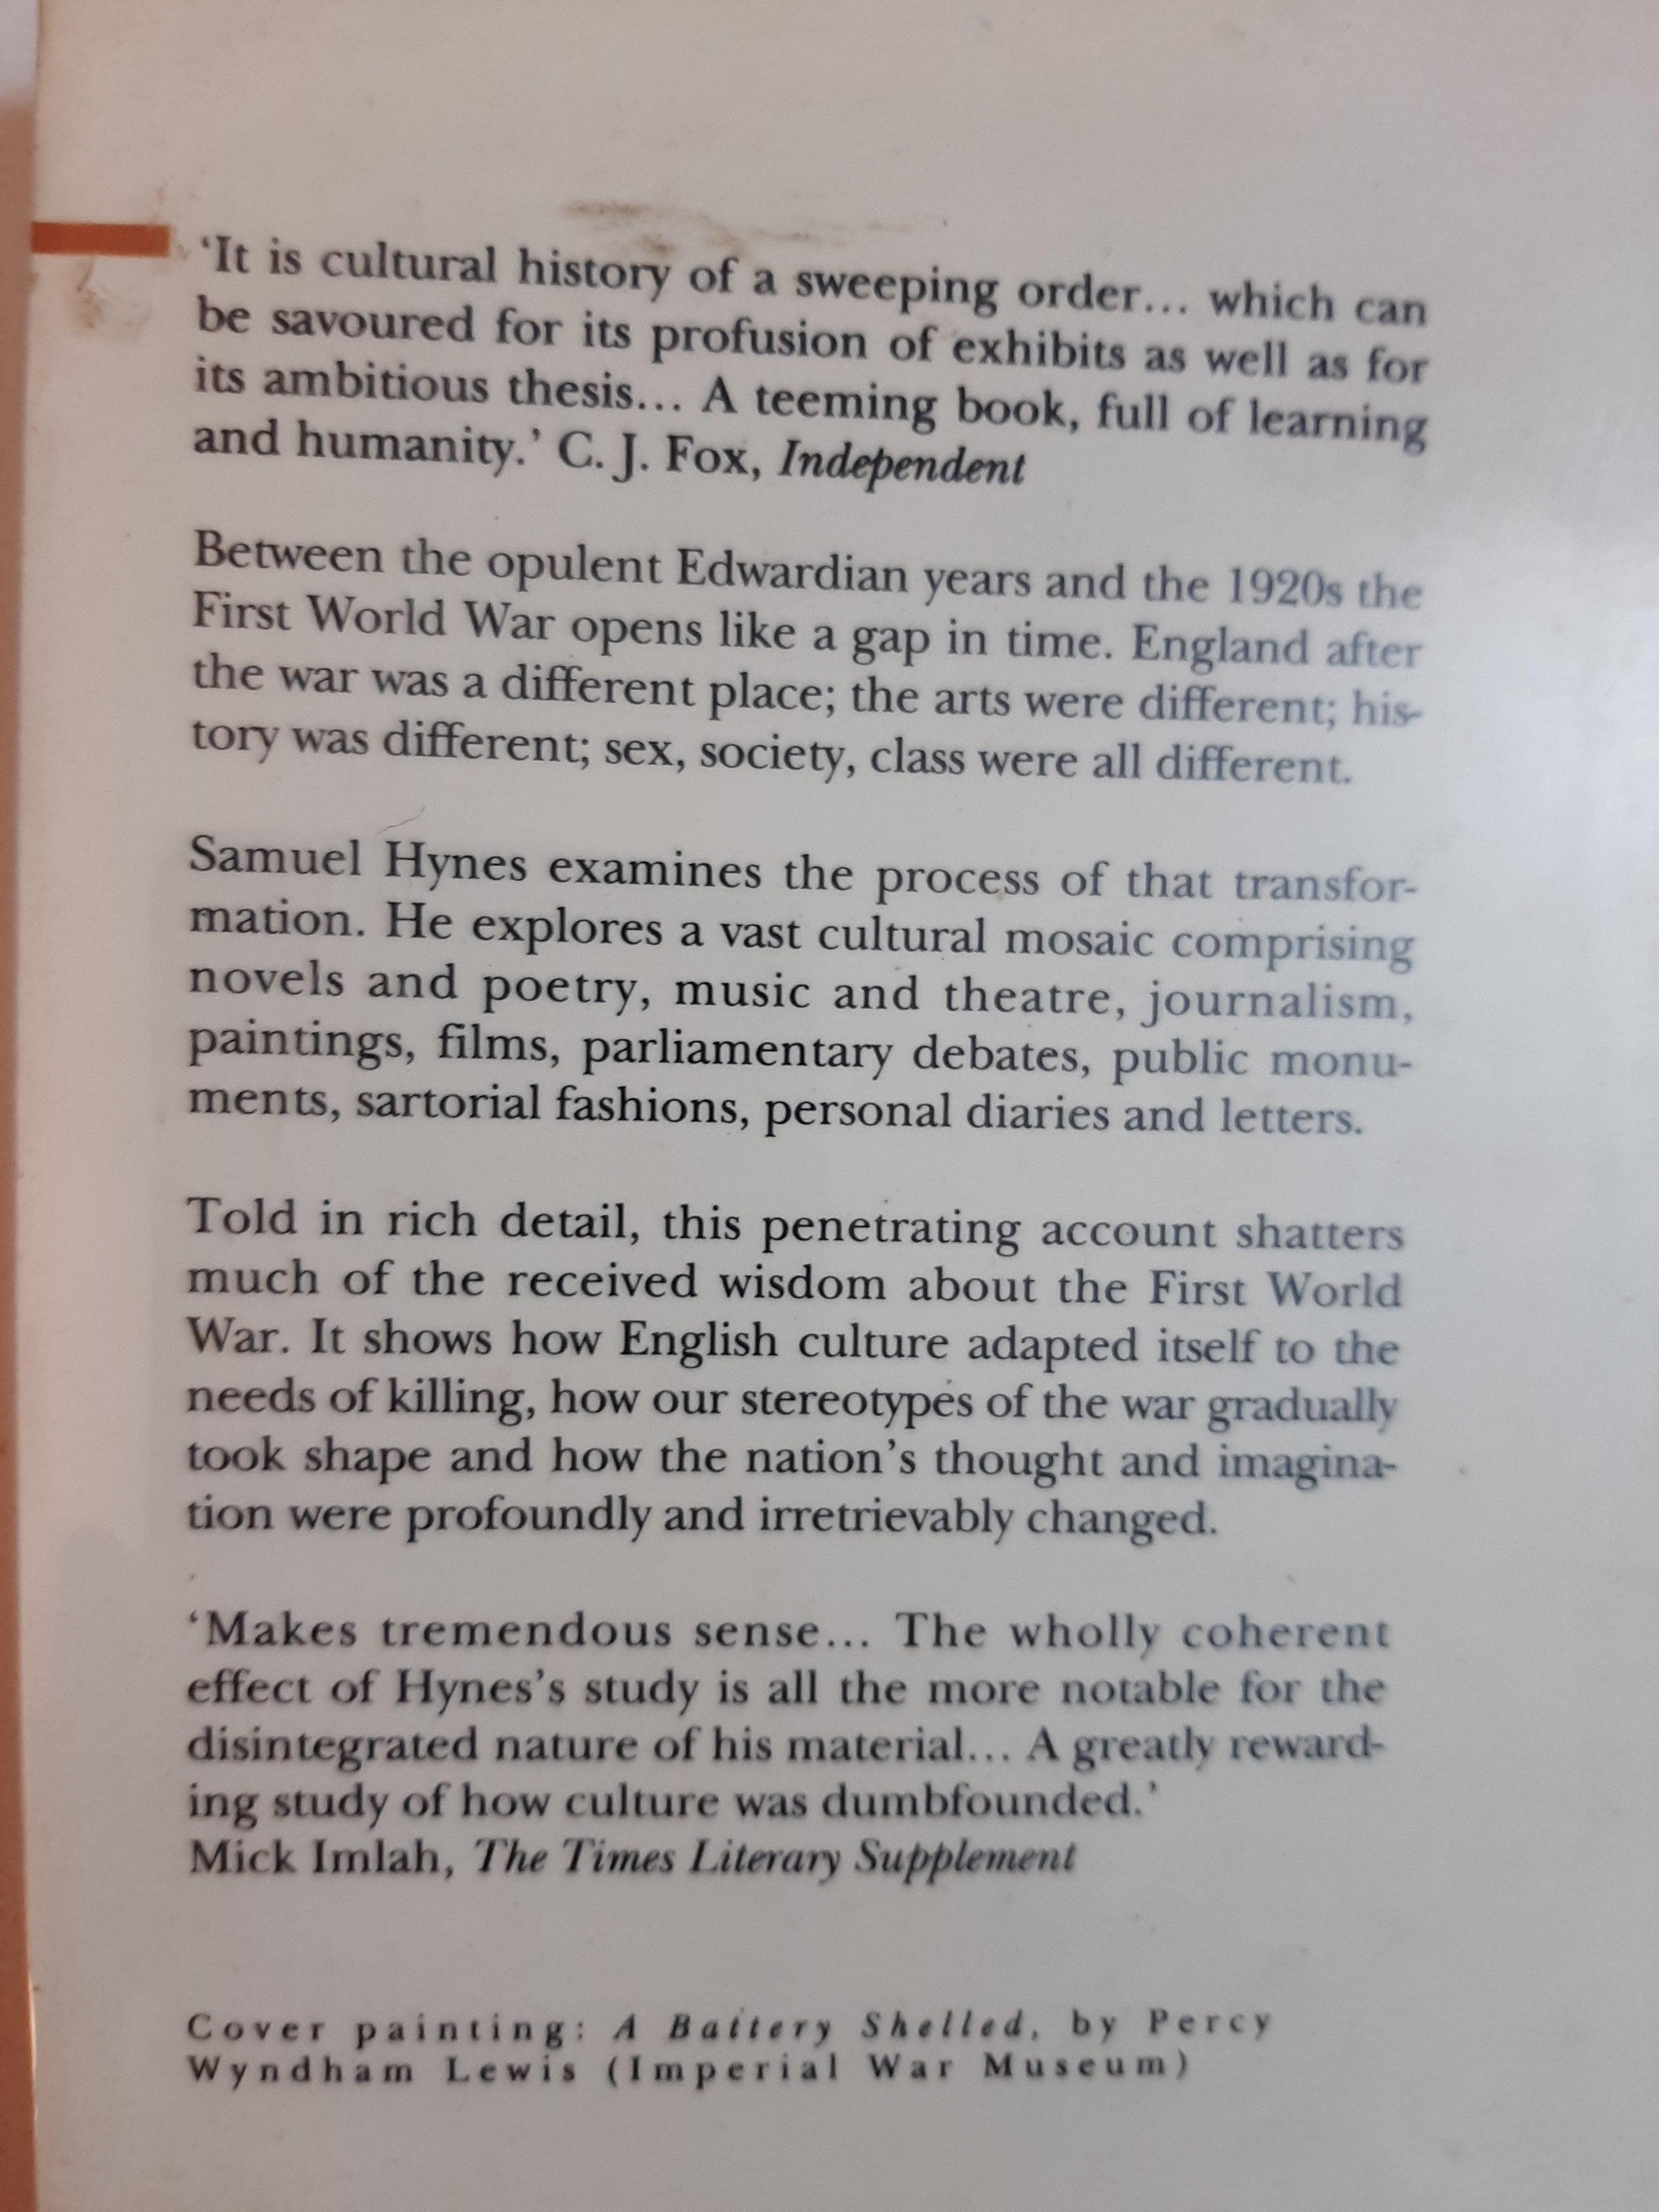 ‘It is cultural history of a sweeping order... which can
be savoured for its profusion of exhibits as well as for
its ambitious thesis... A teeming book, full of learning
and humanity.’ C. J. Fox, Independent
Between the opulent Edwardian years and the 1920s the
First World War opens like a gap in time. England after
the war was a different place; the arts were different; his-
tory was different; sex, society, class were all different.
Samuel Hynes examines the process of that transfor-
mation. He explores a vast cultural mosaic comprising
novels and poetry, music and theatre, journalism,
paintings, films, parliamentary debates, public monu-
ments, sartorial fashions, personal diaries and letters.
Told in rich detail, this penetrating account shatters
much of the received wisdom about the First World
War. It shows how English culture adapted itself to the
needs of killing, how our stereotypes of the war gradually
took shape and how the nation’s thought and imagina-
tion were profoundly and irretrievably changed.
‘Makes tremendous sense... The wholly coherent
effect of Hynes’s study is all the more notable for the
disintegrated nature of his material... A greatly reward-
ing study of how culture was dumbfounded.’
Mick Imlah, The Times Literary Supplement
Cover painting: A Battery Shelled, by Percy
Wyndham Lewis (Imperial War Museum)